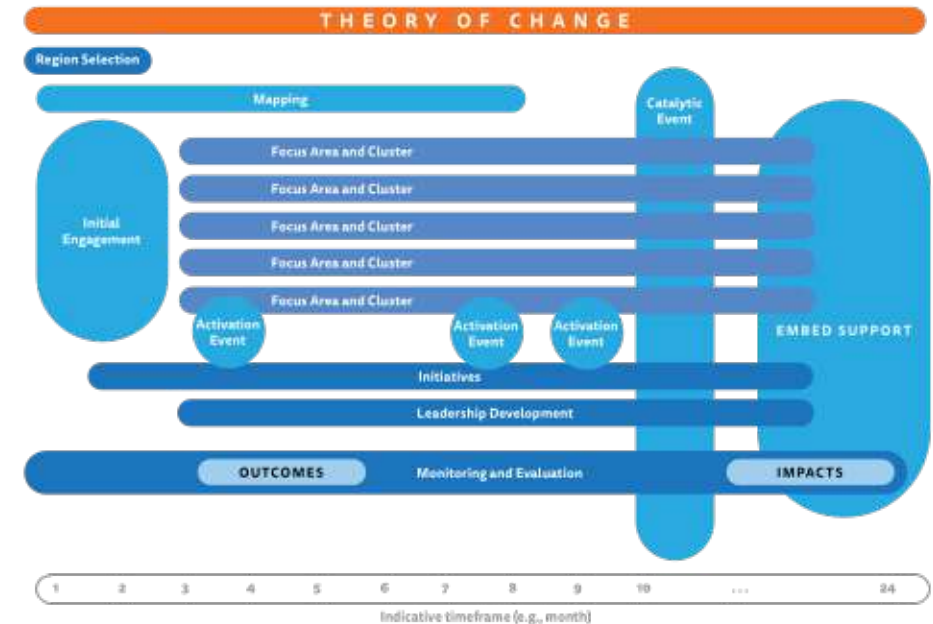 THEORY OF CHANGE
Region Selection
Mapping
Catalytic
Event
Focus Area and Cluster
Focus Area and Cluster
Initial
Engagement
Focus Area and Cluster
Focus Area and Cluster
Focus Area and Cluster
Activation
Event
Activation
Event
Activation
Event
EMBED SUPPORT
Initiatives
Leadership Development
OUTCOMES
Monitoring and Evaluation
IMPACTS
1 2 3 4 5 6 7 8 9 10 ... 24
Indicative timeframe (e.g., month)